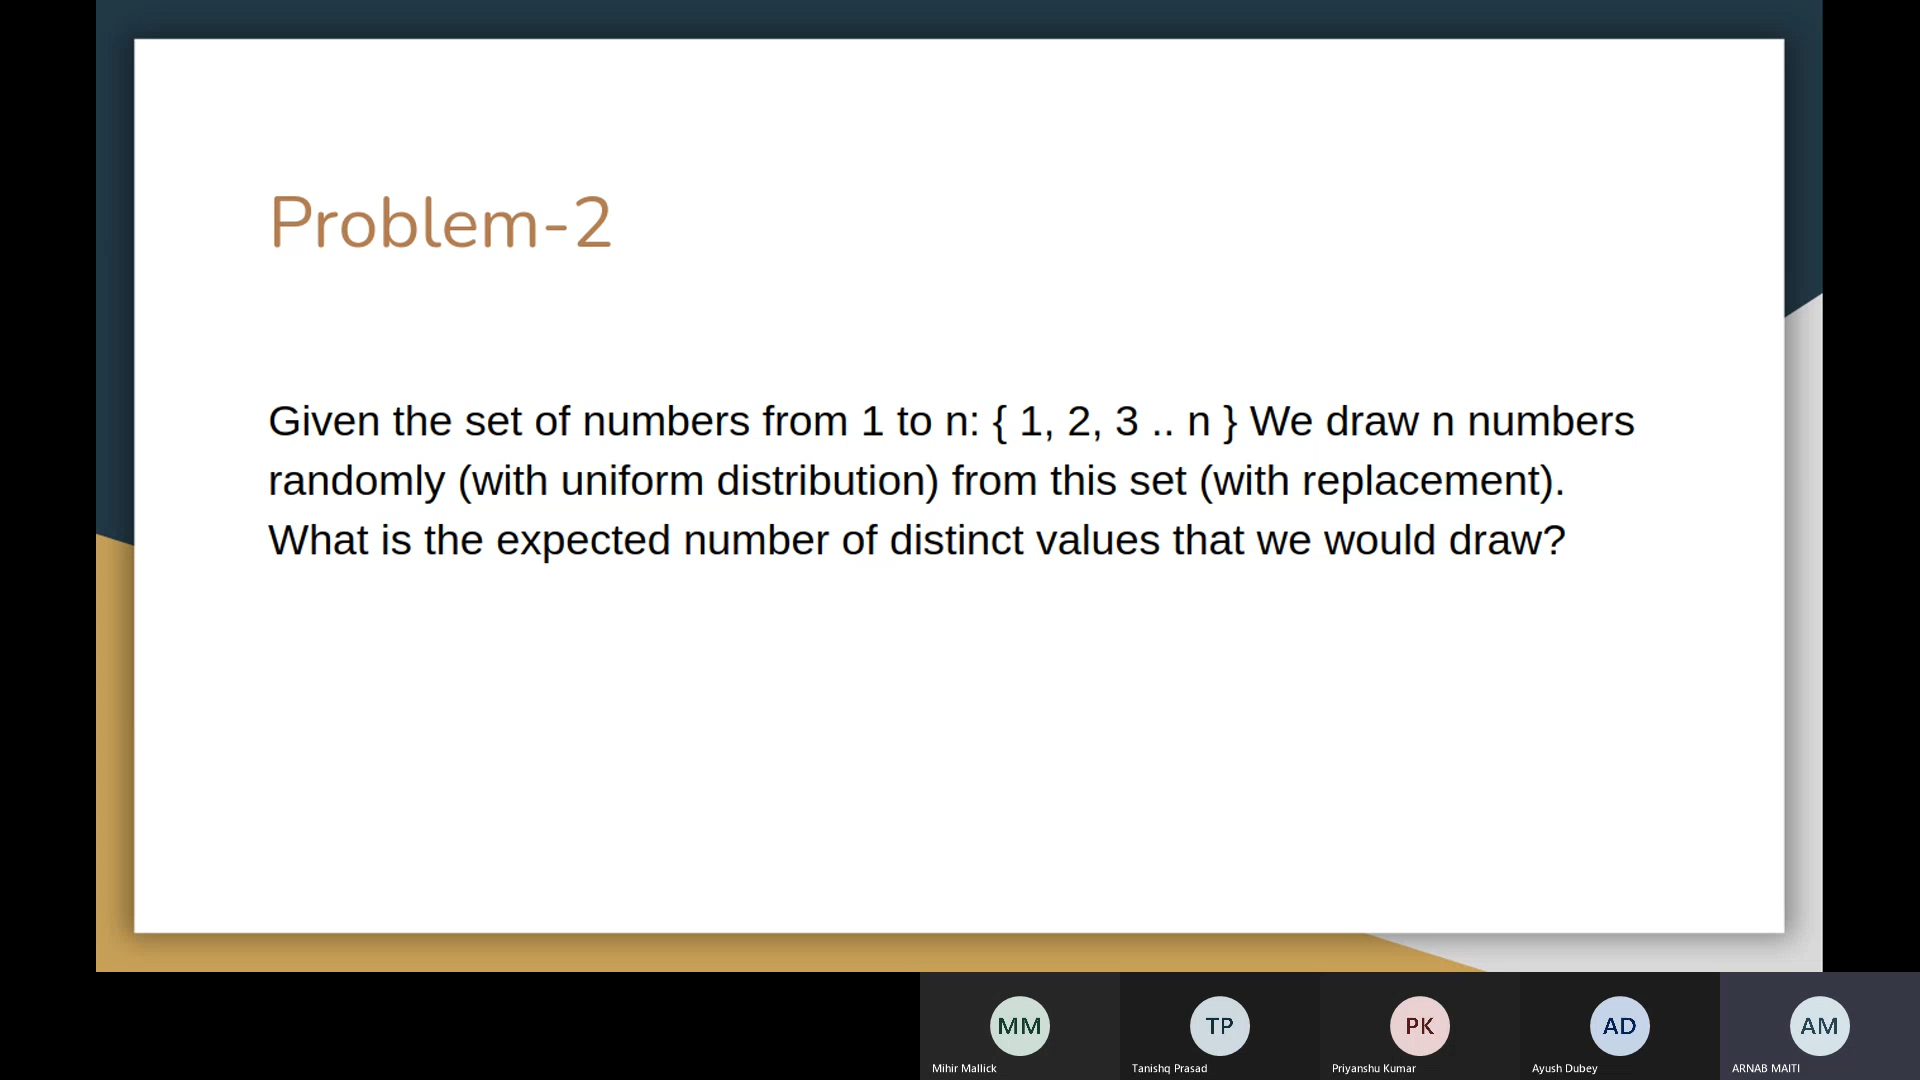 Problem-2
Given the set of numbers from 1 to n: { 1, 2, 3 .. n } We draw n numbers
randomly (with uniform distribution) from this set (with replacement).
What is the expected number of distinct values that we would draw?
MM
TP
PK
AD
AM
Mihir Mallick
Tanishq Prasad
Priyanshu Kumar
Ayush Dubey
ARNAB MAITI